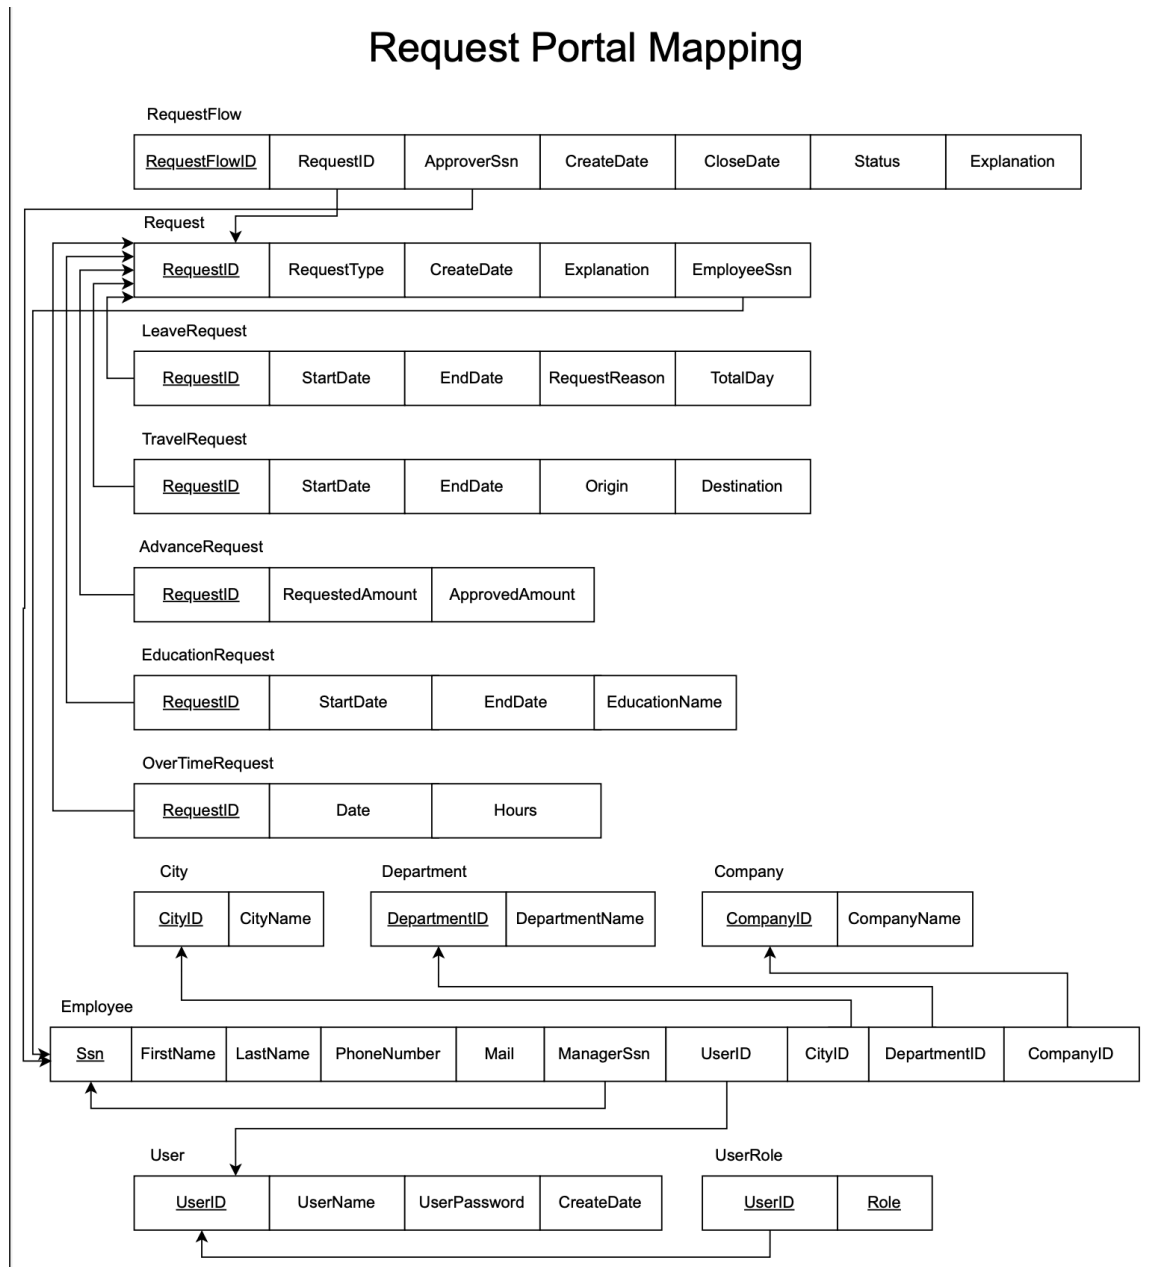 Request Portal Mapping
RequestFlow
RequestFlowID RequestID ApproverSsn CreateDate CloseDate Status Explanation
Request
RequestID RequestType CreateDate Explanation EmployeeSsn
LeaveRequest
RequestID StartDate EndDate RequestReason TotalDay
TravelRequest
RequestID StartDate EndDate Origin Destination
AdvanceRequest
RequestID RequestedAmount ApprovedAmount
EducationRequest
RequestID StartDate EndDate EducationName
OverTimeRequest
RequestID Date Hours
City Department Company
CityID CityName DepartmentID DepartmentName CompanyID CompanyName
Employee
Ssn FirstName LastName PhoneNumber Mail ManagerSsn UserID CityID DepartmentID CompanyID
User UserRole
UserID UserName UserPassword CreateDate UserID Role